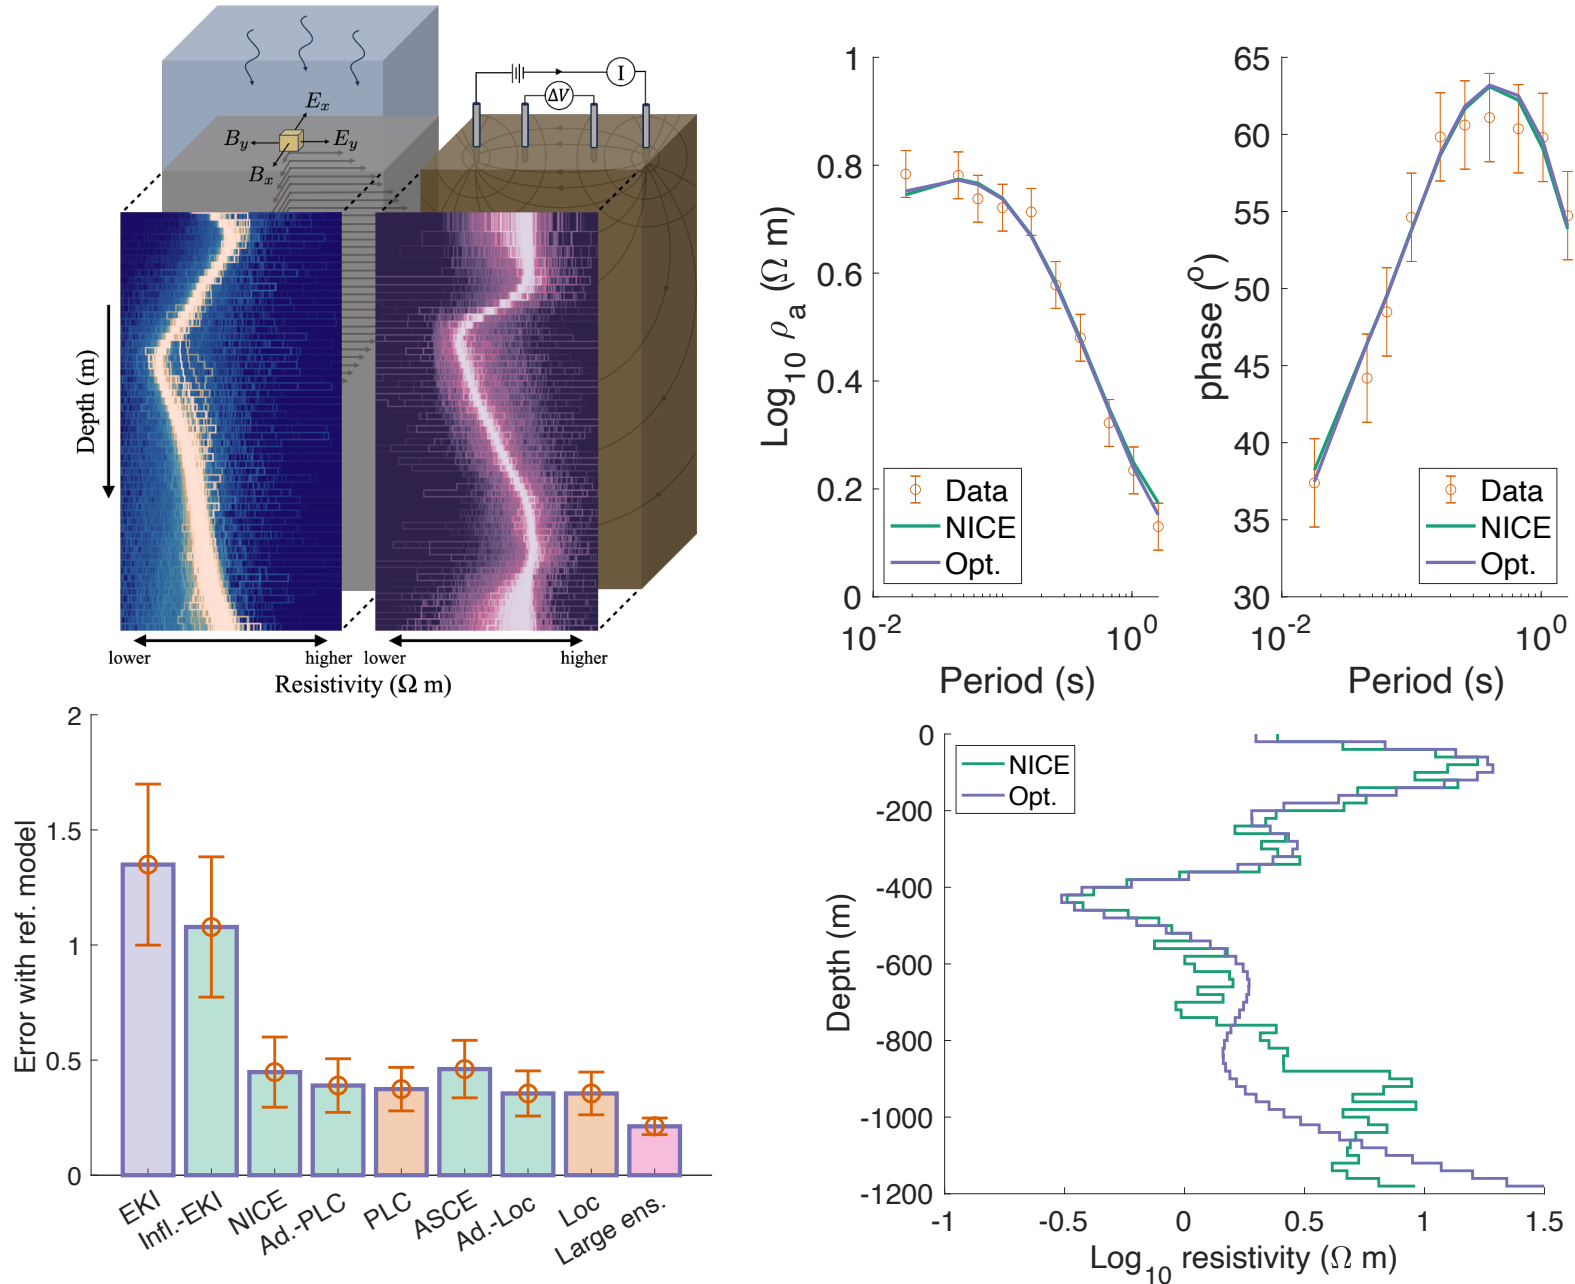 I
ΔV
E_x
B_y
E_y
B_x
Depth (m)
lower
higher
lower
higher
Resistivity (Ω m)
1
0.8
0.6
0.4
0.2
0
Log_10 ρ_a (Ω m)
Data
NICE
Opt.
10^-2
10^0
Period (s)
65
60
55
50
45
40
35
30
phase (^o)
Data
NICE
Opt.
10^-2
10^0
Period (s)
2
1.5
1
0.5
0
Error with ref. model
EKI
Infl.-EKI
NICE
Ad.-PLC
PLC
ASCE
Ad.-Loc
Loc
Large ens.
0
-200
-400
-600
-800
-1000
-1200
Depth (m)
NICE
Opt.
-1
-0.5
0
0.5
1
1.5
Log_10 resistivity (Ω m)